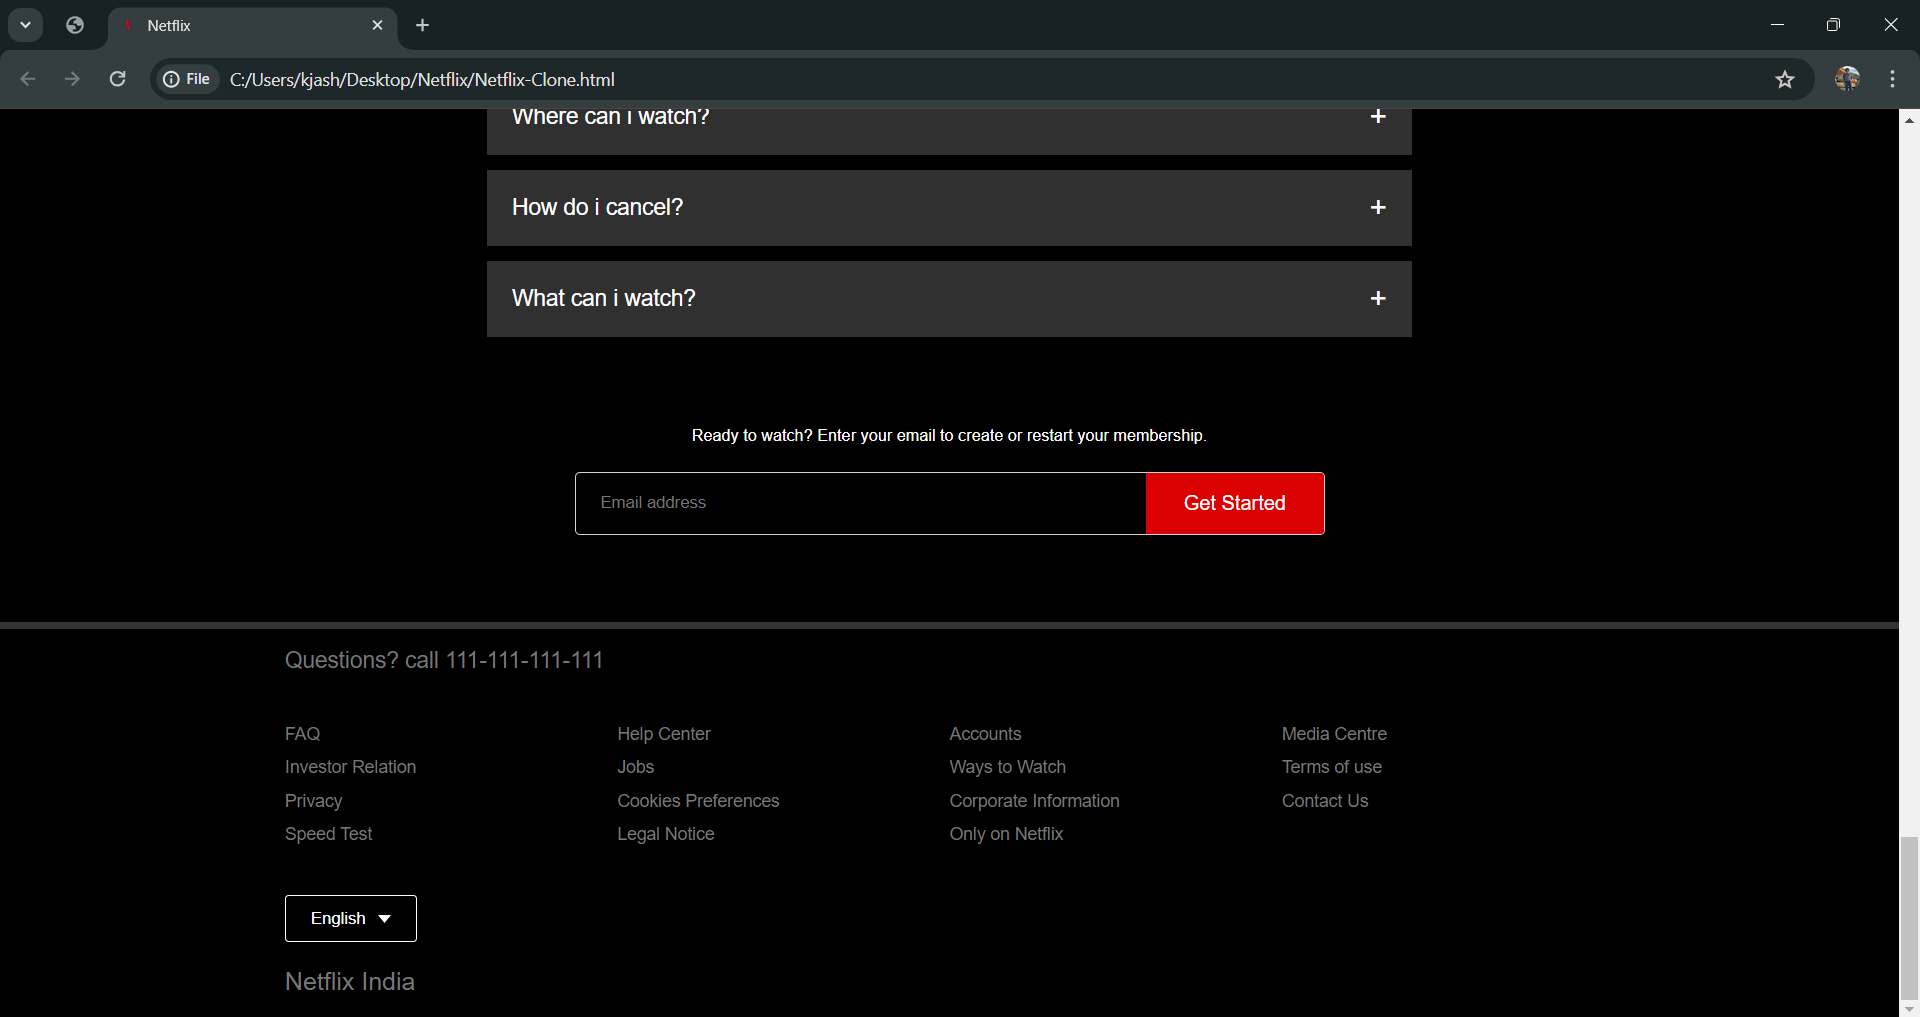 Netflix
File C:/Users/kjash/Desktop/Netflix/Netflix-Clone.html
Where can i watch? +
How do i cancel? +
What can i watch? +
Ready to watch? Enter your email to create or restart your membership.
Email address Get Started
Questions? call 111-111-111-111
FAQ Help Center Accounts Media Centre
Investor Relation Jobs Ways to Watch Terms of use
Privacy Cookies Preferences Corporate Information Contact Us
Speed Test Legal Notice Only on Netflix
English
Netflix India